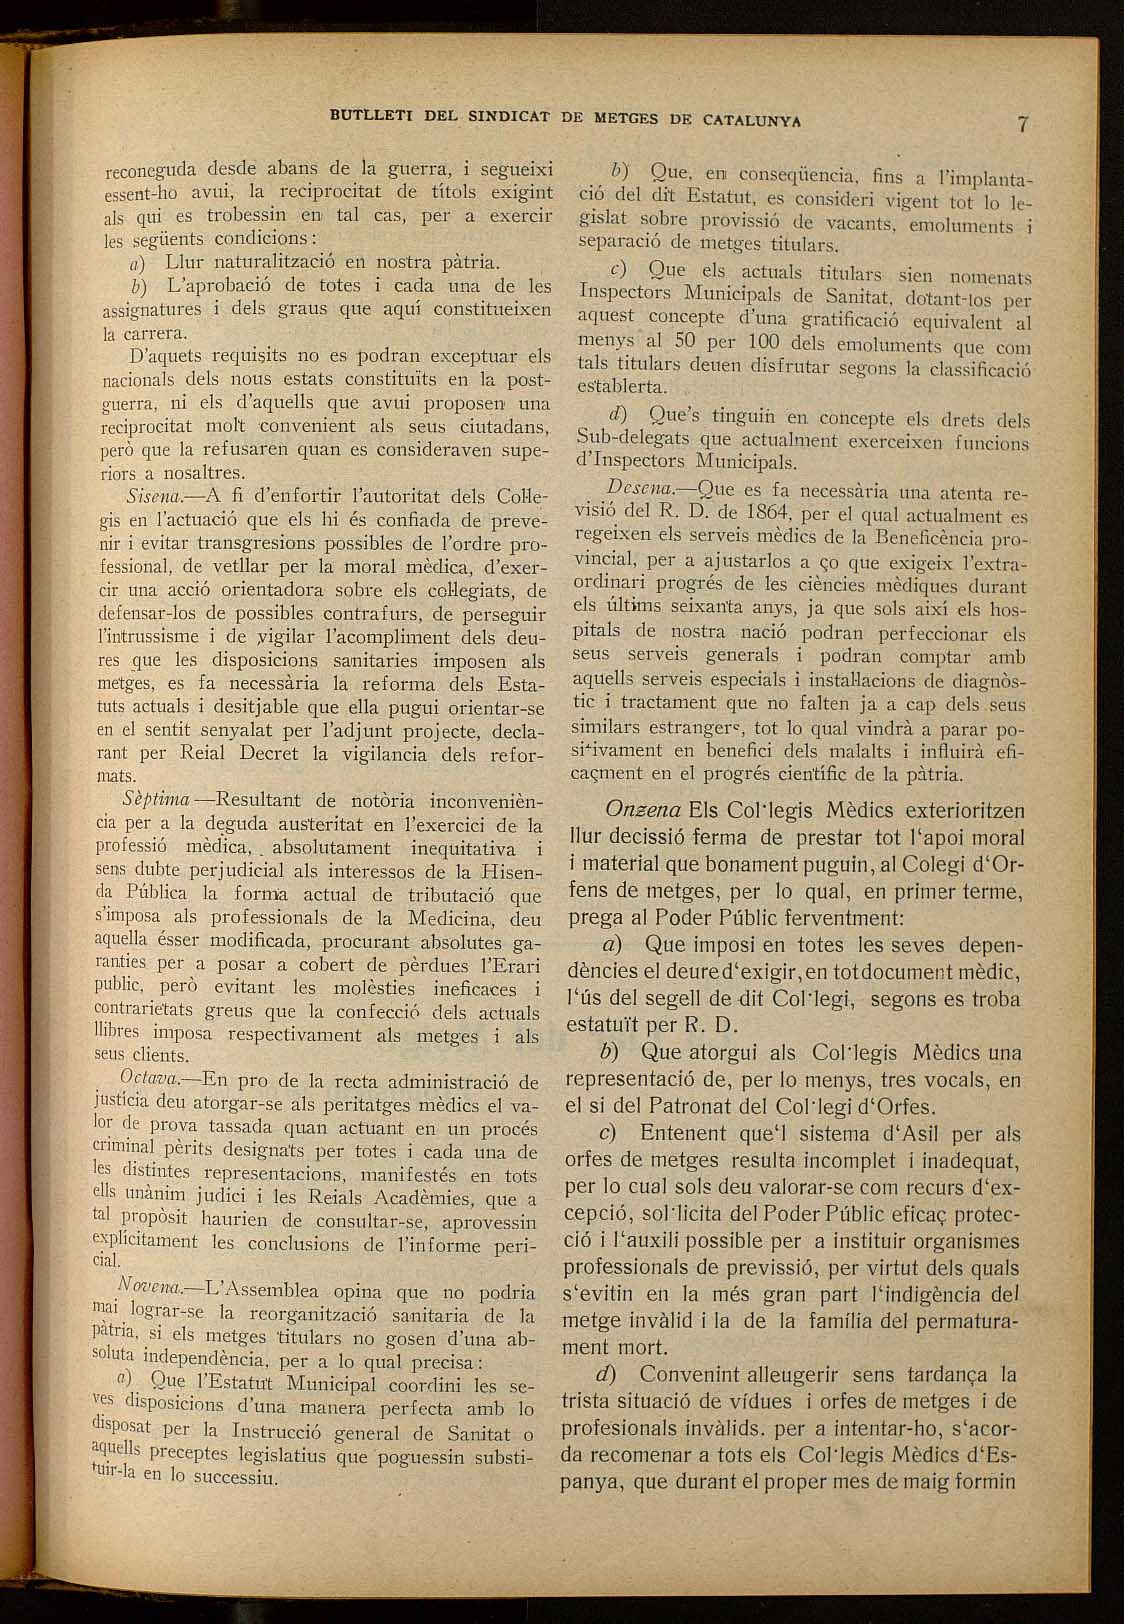 BUTLLETI DEL SINDICAT DE METGES DE CATALUNYA
7
reconeguda desde abans de la guerra, i segueixi
essent-ho avui, la reciprocitat de títols exigint
als qui es trobessin en tal cas, per a exercir
les següents condicions:
a) Llur naturalització en nostra pàtria.
b) L'aprobació de totes i cada una de les
assignatures i dels graus que aquí constitueixen
la carrera.
D'aquets requisits no es podran exceptuar els
nacionals dels nous estats constituïts en la post-
guerra, ni els d'aquells que avui proposen una
reciprocitat molt convenient als seus ciutadans,
però que la refusaren quan es consideraven supe-
riors a nosaltres.
Sisena.—A fi d'enfortir l'autoritat dels Col·le-
gis en l'actuació que els hi és confiada de preve-
nir i evitar transgresions possibles de l'ordre pro-
fessional, de vetllar per la moral mèdica, d'exer-
cir una acció orientadora sobre els col·legiats, de
defensar-los de possibles contrafurs, de perseguir
l'intrussisme i de vigilar l'acompliment dels deu-
res que les disposicions sanitaries imposen als
metges, es fa necessària la reforma dels Esta-
tuts actuals i desitjable que ella pugui orientar-se
en el sentit senyalat per l'adjunt projecte, decla-
rant per Reial Decret la vigilancia dels refor-
mats.
Sèptima—Resultant de notòria inconvenièn-
cia per a la deguda austeritat en l'exercici de la
professió mèdica, absolutament inequitativa i
sens dubte perjudicial als interessos de la Hisen-
da Pública la forma actual de tributació que
s'imposa als professionals de la Medicina, deu
aquella ésser modificada, procurant absolutes ga-
ranties per a posar a cobert de pèrdues l'Erari
public, però evitant les molèsties ineficaces i
contrarietats greus que la confecció dels actuals
llibres imposa respectivament als metges i als
seus clients.
Octava.—En pro de la recta administració de
justícia deu atorgar-se als peritatges mèdics el va-
lor de prova tassada quan actuant en un procés
criminal pèrits designats per totes i cada una de
les distintes representacions, manifestés en tots
ells unànim judici i les Reials Acadèmies, que a
tal propòsit haurien de consultar-se, aprovessin
explícitament les conclusions de l'informe peri-
cial.
Novena.—L'Assemblea opina que no podria
mai lograr-se la reorganització sanitaria de la
pàtria, si els metges titulars no gosen d'una ab-
soluta independència, per a lo qual precisa:
a) Que l'Estatut Municipal coordini les se-
ves disposicions d'una manera perfecta amb lo
disposat per la Instrucció general de Sanitat o
aquells preceptes legislatius que poguessin substi-
tuir-la en lo successiu.
b) Que, en conseqüencia, fins a l'implanta-
ció del dit Estatut, es consideri vigent tot lo le-
gislat sobre provissió de vacants, emoluments i
separació de metges titulars.
c) Que els actuals titulars sien nomenats
Inspectors Municipals de Sanitat, dotant-los per
aquest concepte d'una gratificació equivalent al
menys al 50 per 100 dels emoluments que com
tals titulars deuen disfrutar segons la classificació
establerta.
d) Que's tinguin en concepte els drets dels
Sub-delegats que actualment exerceixen funcions
d'Inspectors Municipals.
Desena.—Que es fa necessària una atenta re-
visió del R. D. de 1864, per el qual actualment es
regeixen els serveis mèdics de la Beneficència pro-
vincial, per a ajustarlos a ço que exigeix l'extra-
ordinari progrés de les ciències mèdiques durant
els últims seixanta anys, ja que sols així els hos-
pitals de nostra nació podran perfeccionar els
seus serveis generals i podran comptar amb
aquells serveis especials i instal·lacions de diagnòs-
tic i tractament que no falten ja a cap dels seus
similars estrangers, tot lo qual vindrà a parar po-
sitivament en benefici dels malalts i influirà efi-
caçment en el progrés científic de la pàtria.
Onzena Els Col·legis Mèdics exterioritzen
llur decissió ferma de prestar tot l'apoi moral
i material que bonament puguin, al Colegi d'Or-
fens de metges, per lo qual, en primer terme,
prega al Poder Públic ferventment:
a) Que imposi en totes les seves depen-
dències el deure d'exigir, en tot document mèdic,
l'ús del segell de dit Col·legi, segons es troba
estatuït per R. D.
b) Que atorgui als Col·legis Mèdics una
representació de, per lo menys, tres vocals, en
el si del Patronat del Col·legi d'Orfes.
c) Entenent que'l sistema d'Asil per als
orfes de metges resulta incomplet i inadequat,
per lo cual sols deu valorar-se com recurs d'ex-
cepció, sol·licita del Poder Públic eficaç protec-
ció i l'auxili possible per a instituir organismes
professionals de previssió, per virtut dels quals
s'evitin en la més gran part l'indigència del
metge invàlid i la de la família del permatura-
ment mort.
d) Convenint alleugerir sens tardança la
trista situació de vídues i orfes de metges i de
profesionals invàlids. per a intentar-ho, s'acor-
da recomenar a tots els Col·legis Mèdics d'Es-
panya, que durant el proper mes de maig formin